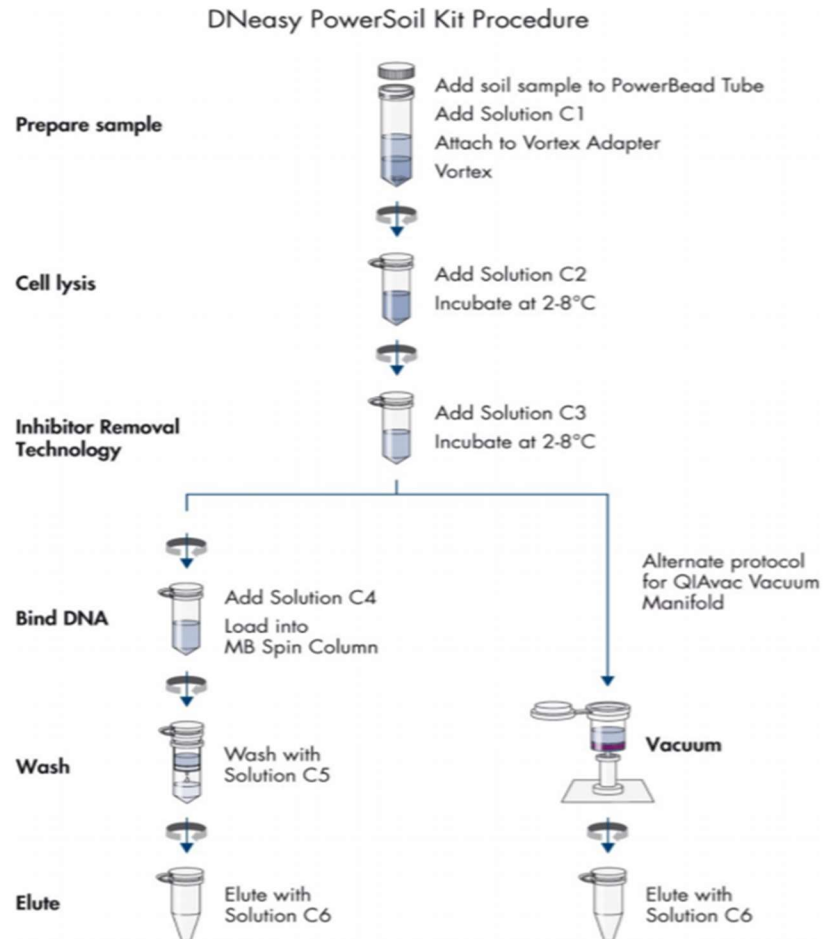 DNeasy PowerSoil Kit Procedure
Prepare sample
Add soil sample to PowerBead Tube
Add Solution C1
Attach to Vortex Adapter
Vortex
Cell lysis
Add Solution C2
Incubate at 2-8°C
Inhibitor Removal
Technology
Add Solution C3
Incubate at 2-8°C
Alternate protocol
for QIAvac Vacuum
Manifold
Bind DNA
Add Solution C4
Load into
MB Spin Column
Wash
Wash with
Solution C5
Vacuum
Elute
Elute with
Solution C6
Elute with
Solution C6